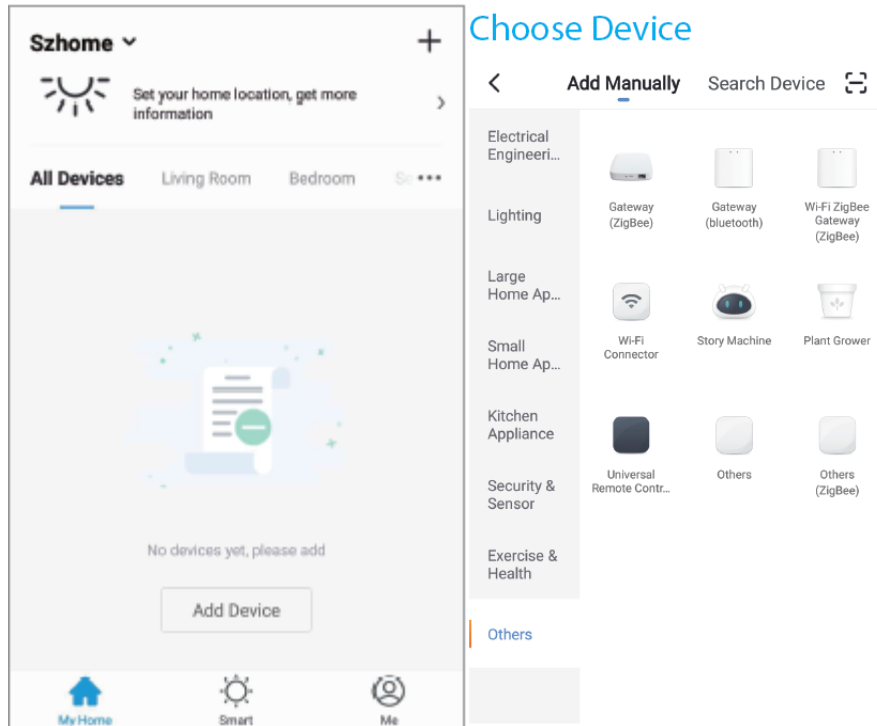 Szhome
Set your home location, get more
information
All Devices Living Room Bedroom
No devices yet, please add
Add Device
My Home Smart Me
Choose Device
Add Manually Search Device
Electrical
Engineeri...
Lighting
Large
Home Ap...
Small
Home Ap...
Kitchen
Appliance
Security &
Sensor
Exercise &
Health
Others
Gateway
(ZigBee)
Gateway
(bluetooth)
Wi-Fi ZigBee
Gateway
(ZigBee)
Wi-Fi
Connector
Story Machine
Plant Grower
Universal
Remote Contr...
Others
Others
(ZigBee)